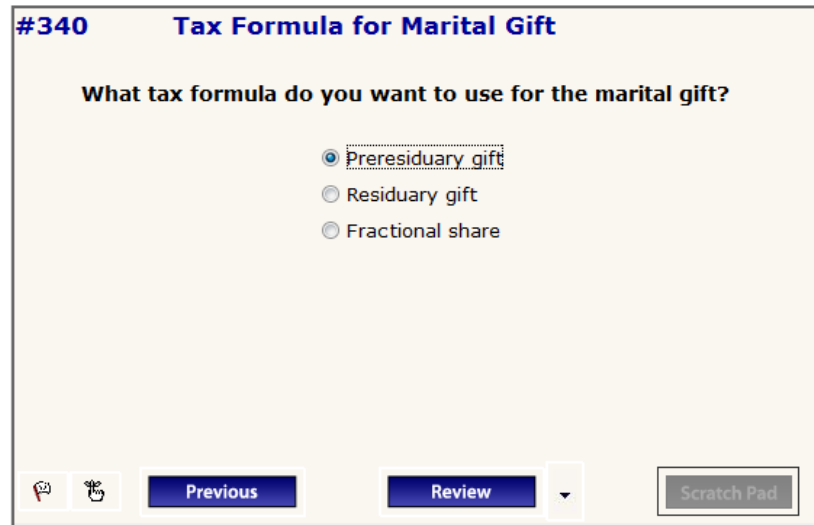 #340 Tax Formula for Marital Gift
What tax formula do you want to use for the marital gift?
Preresiduary gift
Residuary gift
Fractional share
Previous Review Scratch Pad